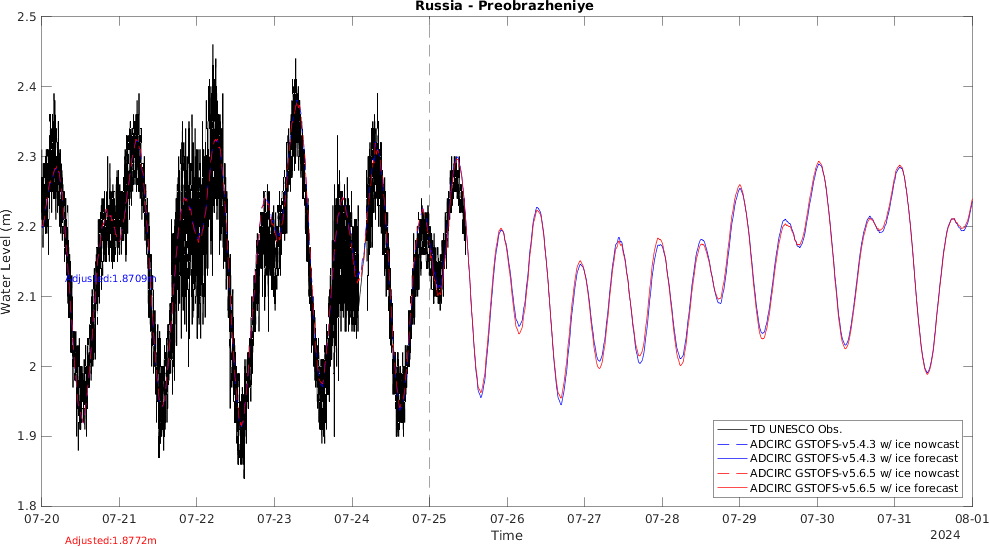 Russia - Preobrazheniye
2.5
2.4
2.3
2.2
2.1
2
1.9
1.8
Water Level (m)
Adjusted:1.8709m
TD UNESCO Obs.
ADCIRC GSTOFS-v5.4.3 w/ ice nowcast
ADCIRC GSTOFS-v5.4.3 w/ ice forecast
ADCIRC GSTOFS-v5.6.5 w/ ice nowcast
ADCIRC GSTOFS-v5.6.5 w/ ice forecast
07-20 07-21 07-22 07-23 07-24 07-25 07-26 07-27 07-28 07-29 07-30 07-31 08-01
Time
2024
Adjusted:1.8772m